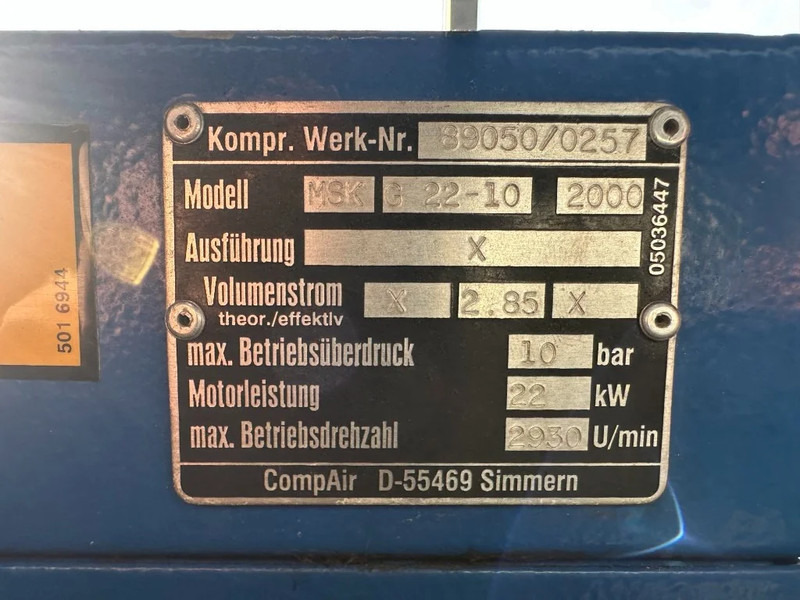 Kompr. Werk-Nr. 89050/0257
Modell MSK G 22-10 2000
Ausführung X
Volumenstrom X 2.85 X
theor./effektiv
max. Betriebsüberdruck 10 bar
Motorleistung 22 kW
max. Betriebsdrehzahl 2930 U/min
CompAir D-55469 Simmern
05036447
501 6944